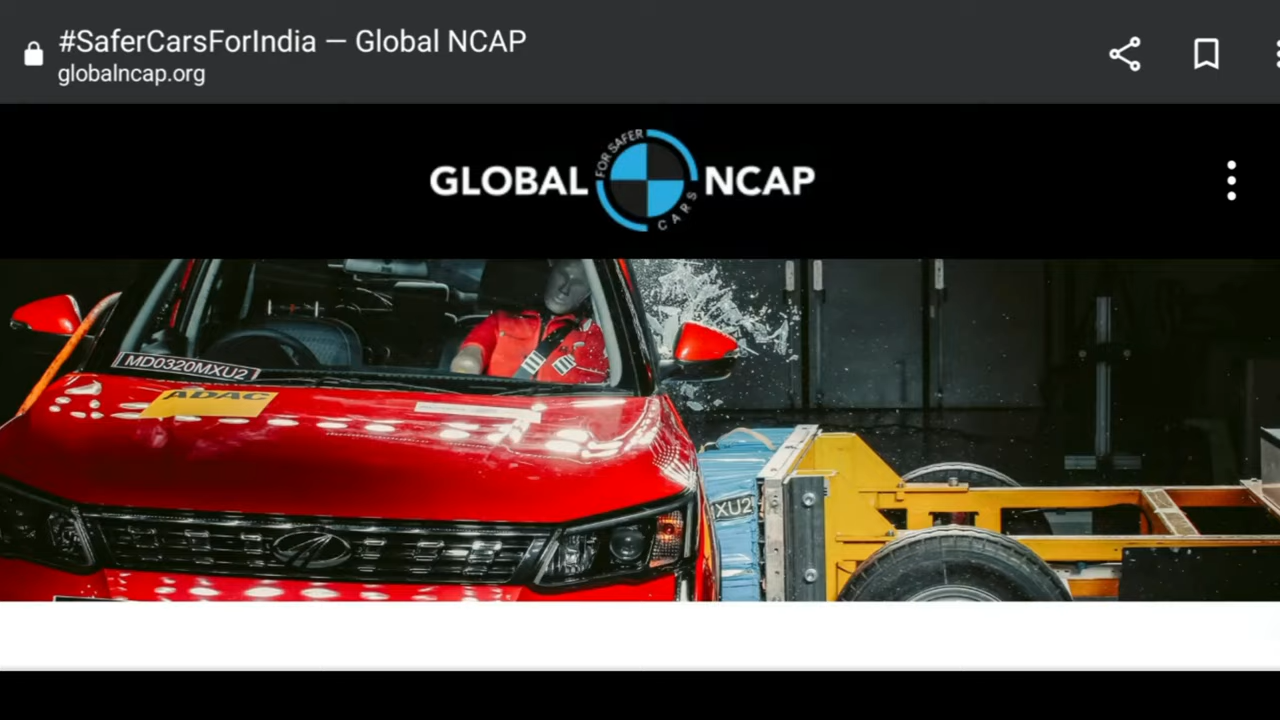 #SaferCarsForIndia — Global NCAP
globalncap.org
GLOBAL
FOR SAFER
CARS
NCAP
MD0320MXU2
ADAC
XU2